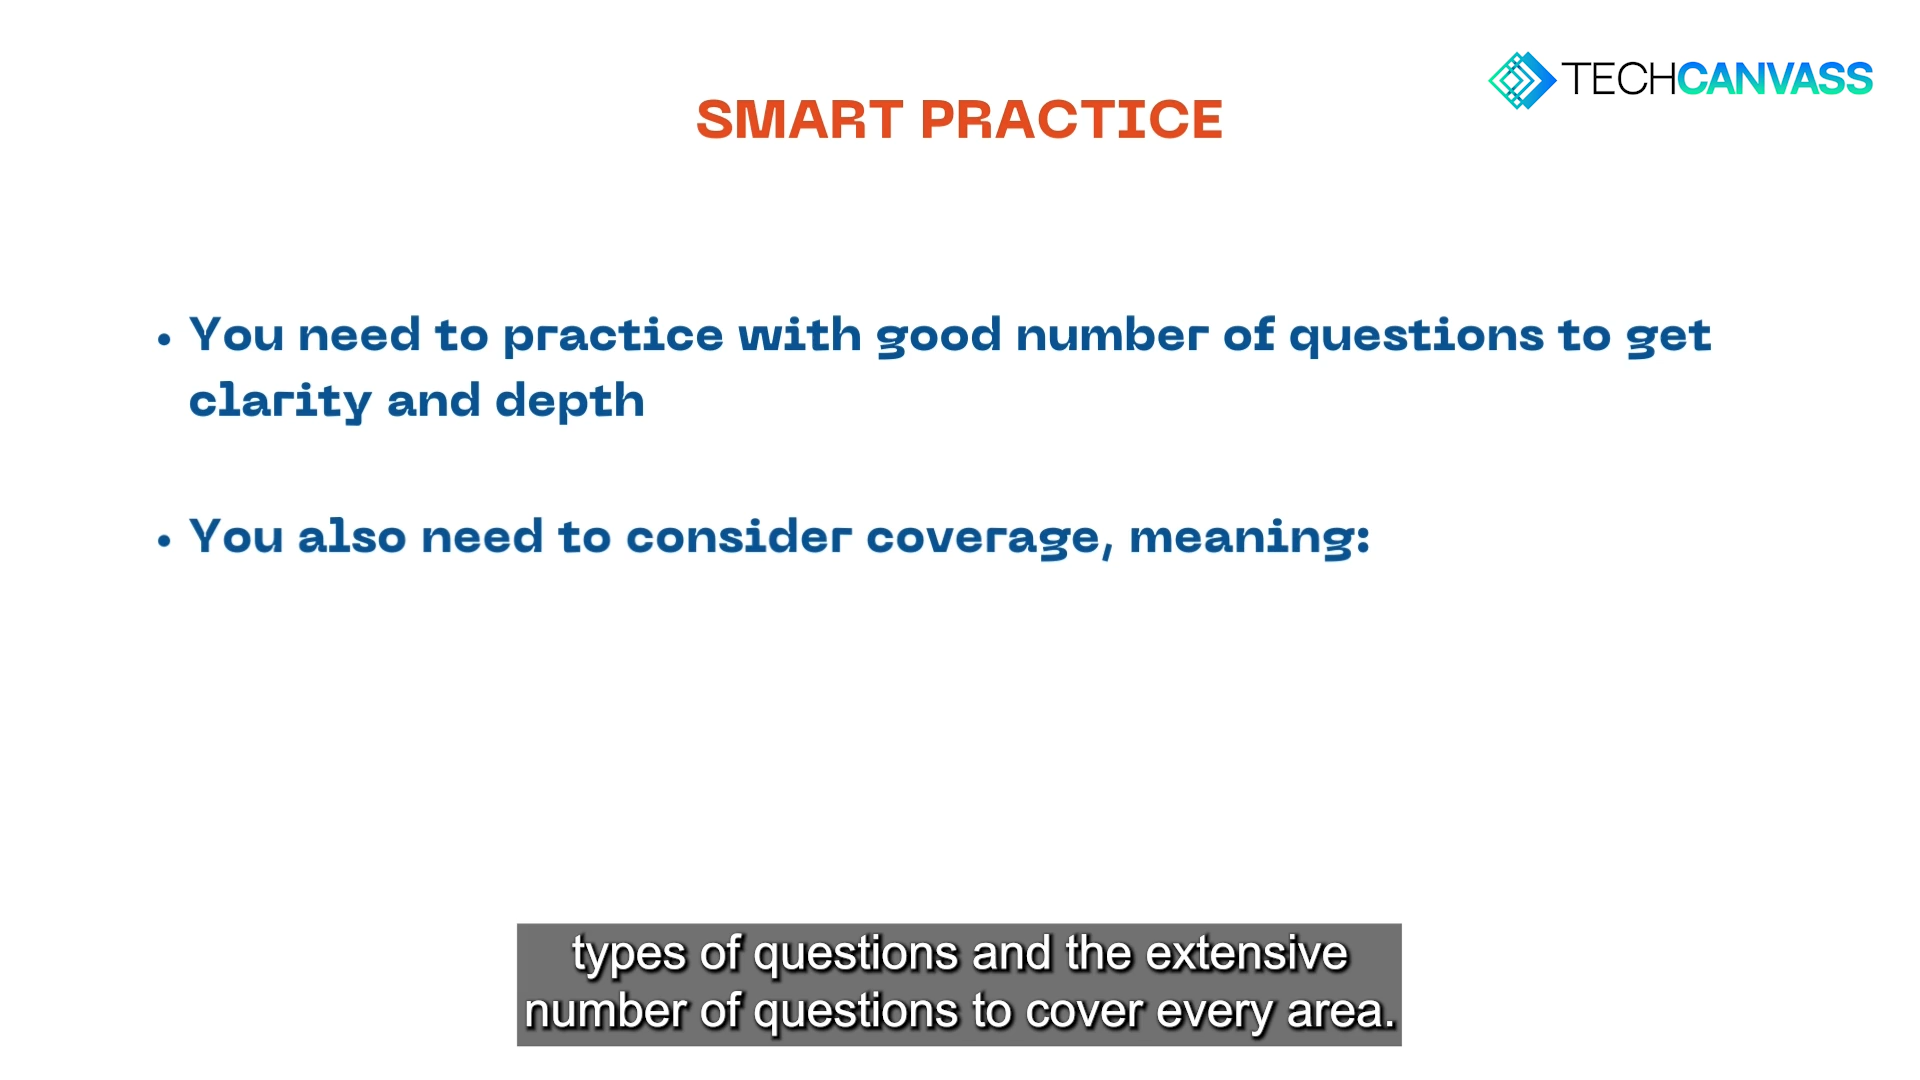 TECHCANVASS
SMART PRACTICE
• You need to practice with good number of questions to get
clarity and depth
• You also need to consider coverage, meaning:
types of questions and the extensive
number of questions to cover every area.